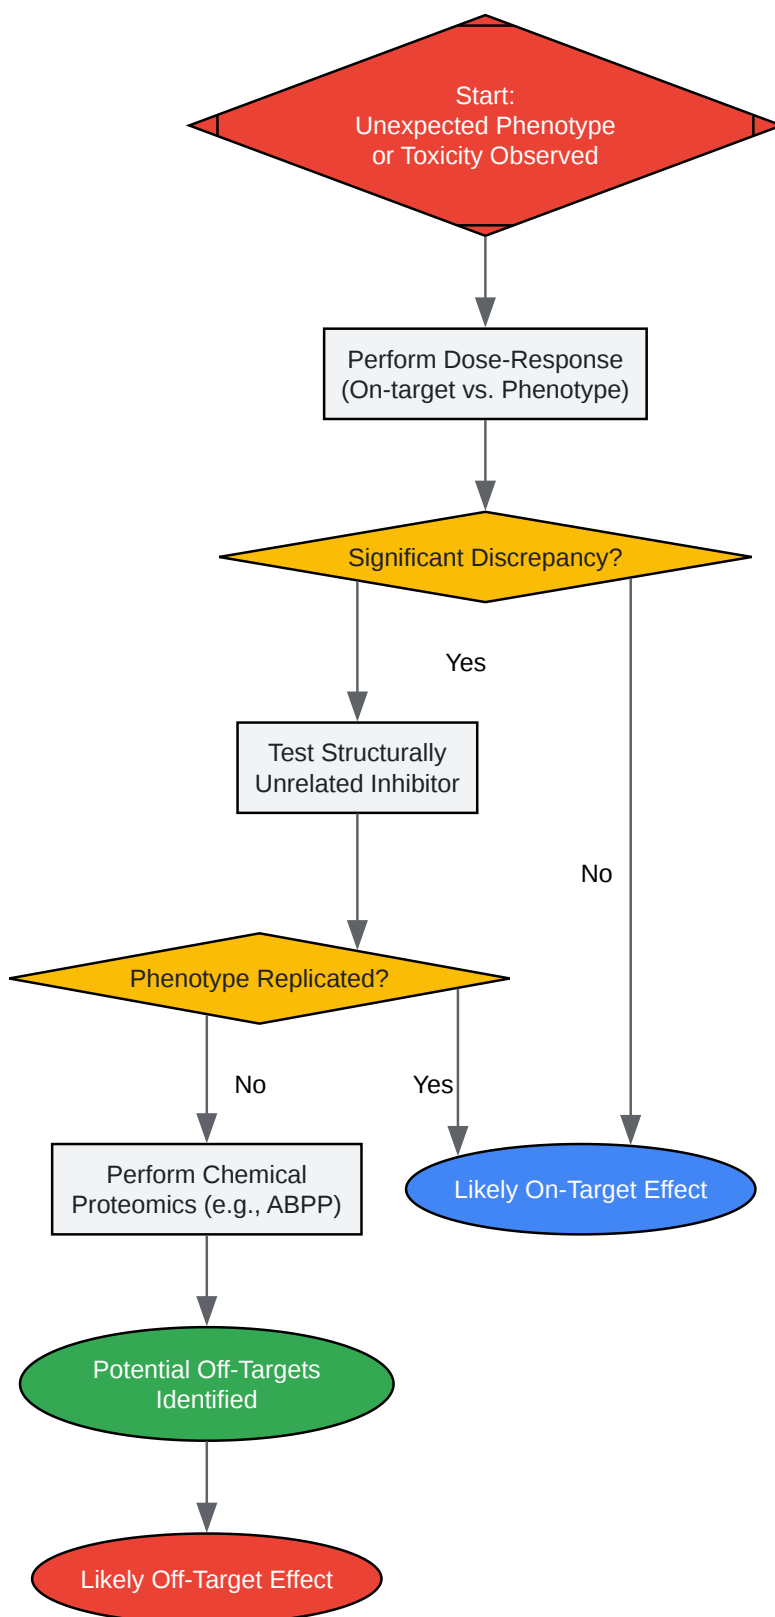 Start:
Unexpected Phenotype
or Toxicity Observed
Perform Dose-Response
(On-target vs. Phenotype)
Significant Discrepancy?
Yes
Test Structurally
Unrelated Inhibitor
No
Phenotype Replicated?
No
Yes
Perform Chemical
Proteomics (e.g., ABPP)
Likely On-Target Effect
Potential Off-Targets
Identified
Likely Off-Target Effect